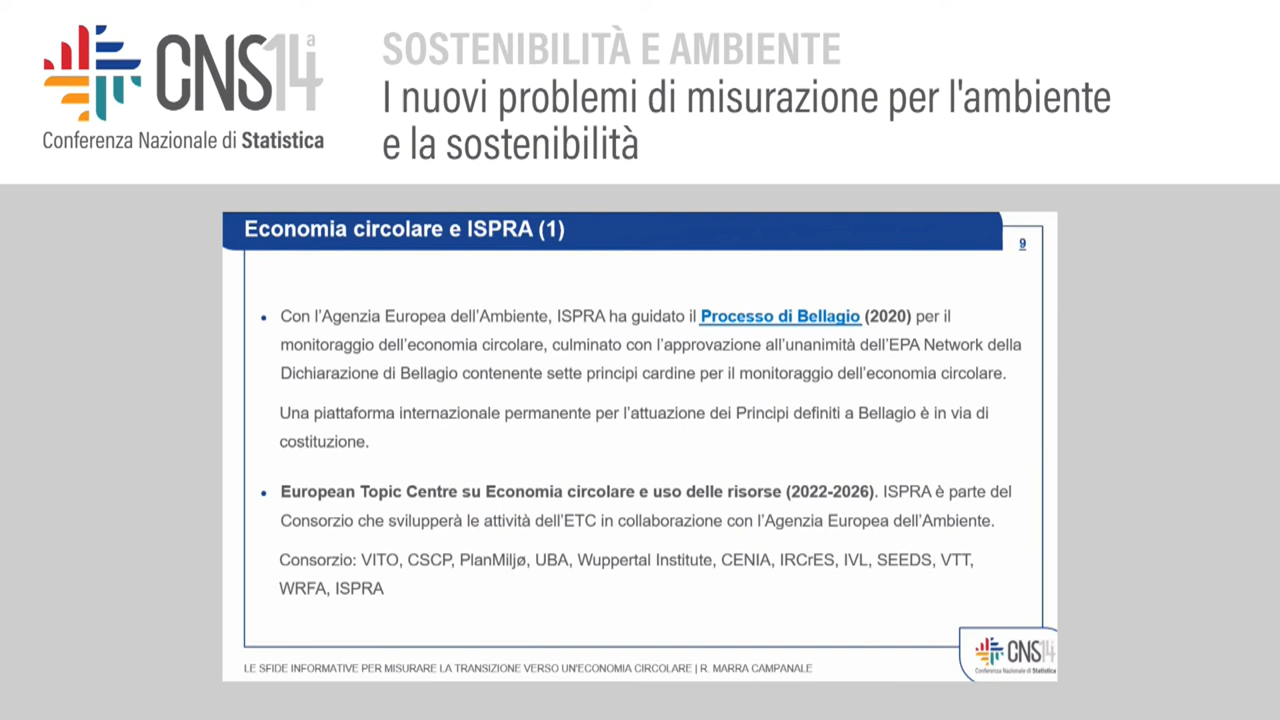 CNS14a
Conferenza Nazionale di Statistica
SOSTENIBILITÀ E AMBIENTE
I nuovi problemi di misurazione per l'ambiente
e la sostenibilità
Economia circolare e ISPRA (1)
9
• Con l'Agenzia Europea dell'Ambiente, ISPRA ha guidato il Processo di Bellagio (2020) per il
monitoraggio dell'economia circolare, culminato con l'approvazione all'unanimità dell'EPA Network della
Dichiarazione di Bellagio contenente sette principi cardine per il monitoraggio dell'economia circolare.
Una piattaforma internazionale permanente per l'attuazione dei Principi definiti a Bellagio è in via di
costituzione.
• European Topic Centre su Economia circolare e uso delle risorse (2022-2026). ISPRA è parte del
Consorzio che svilupperà le attività dell'ETC in collaborazione con l'Agenzia Europea dell'Ambiente.
Consorzio: VITO, CSCP, PlanMiljø, UBA, Wuppertal Institute, CENIA, IRCrES, IVL, SEEDS, VTT,
WRFA, ISPRA
LE SFIDE INFORMATIVE PER MISURARE LA TRANSIZIONE VERSO UN'ECONOMIA CIRCOLARE | R. MARRA CAMPANALE
CNS14
Conferenza Nazionale di Statistica